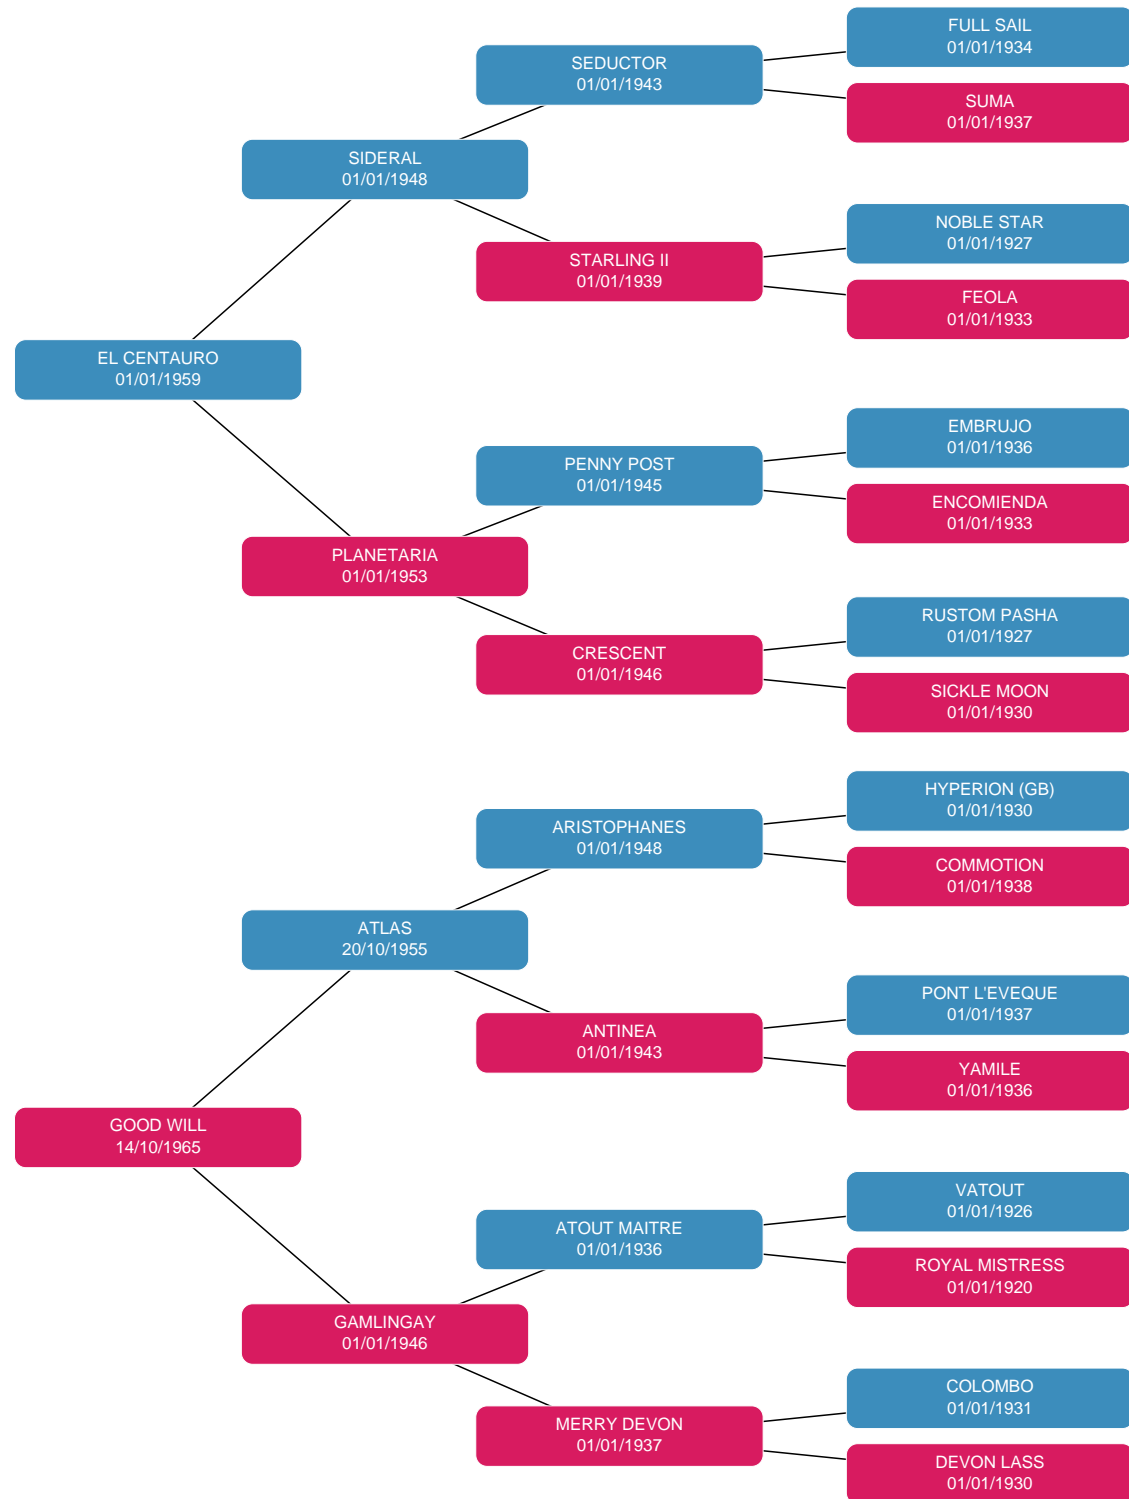 FULL SAIL
01/01/1934
SEDUCTOR
01/01/1943
SUMA
01/01/1937
SIDERAL
01/01/1948
NOBLE STAR
01/01/1927
STARLING II
01/01/1939
FEOLA
01/01/1933
EL CENTAURO
01/01/1959
EMBRUJO
01/01/1936
PENNY POST
01/01/1945
ENCOMIENDA
01/01/1933
PLANETARIA
01/01/1953
RUSTOM PASHA
01/01/1927
CRESCENT
01/01/1946
SICKLE MOON
01/01/1930
HYPERION (GB)
01/01/1930
ARISTOPHANES
01/01/1948
COMMOTION
01/01/1938
ATLAS
20/10/1955
PONT L'EVEQUE
01/01/1937
ANTINEA
01/01/1943
YAMILE
01/01/1936
GOOD WILL
14/10/1965
VATOUT
01/01/1926
ATOUT MAITRE
01/01/1936
ROYAL MISTRESS
01/01/1920
GAMLINGAY
01/01/1946
COLOMBO
01/01/1931
MERRY DEVON
01/01/1937
DEVON LASS
01/01/1930